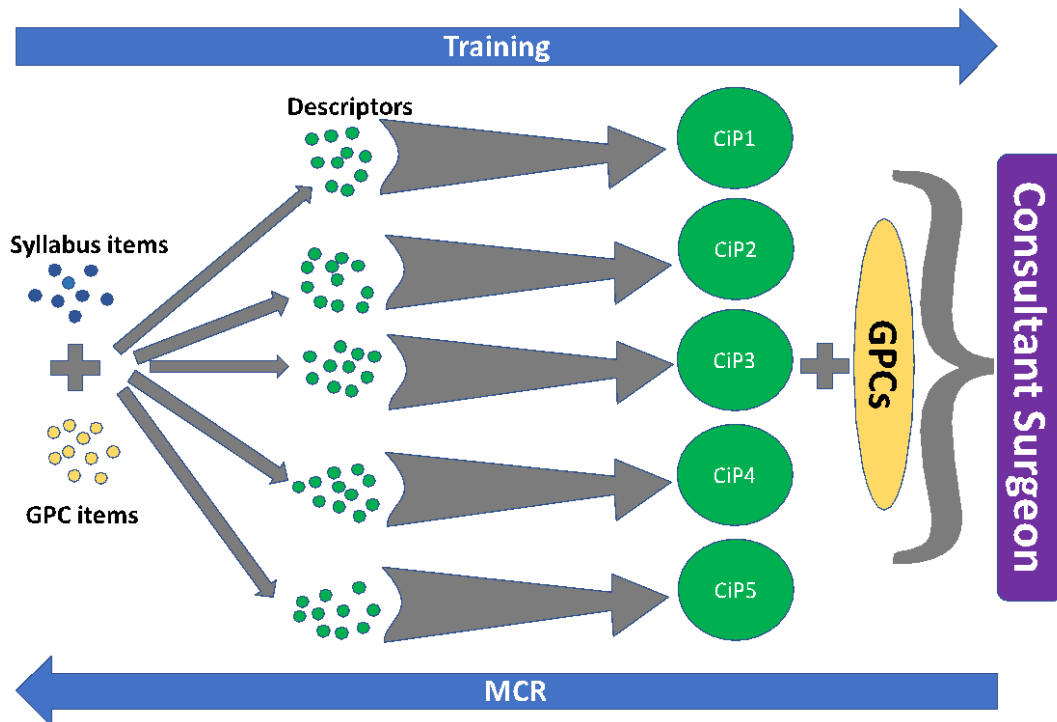 Training
Descriptors
CiP1
Syllabus items
CiP2
CiP3
GPCs
Consultant Surgeon
CiP4
GPC items
CiP5
MCR